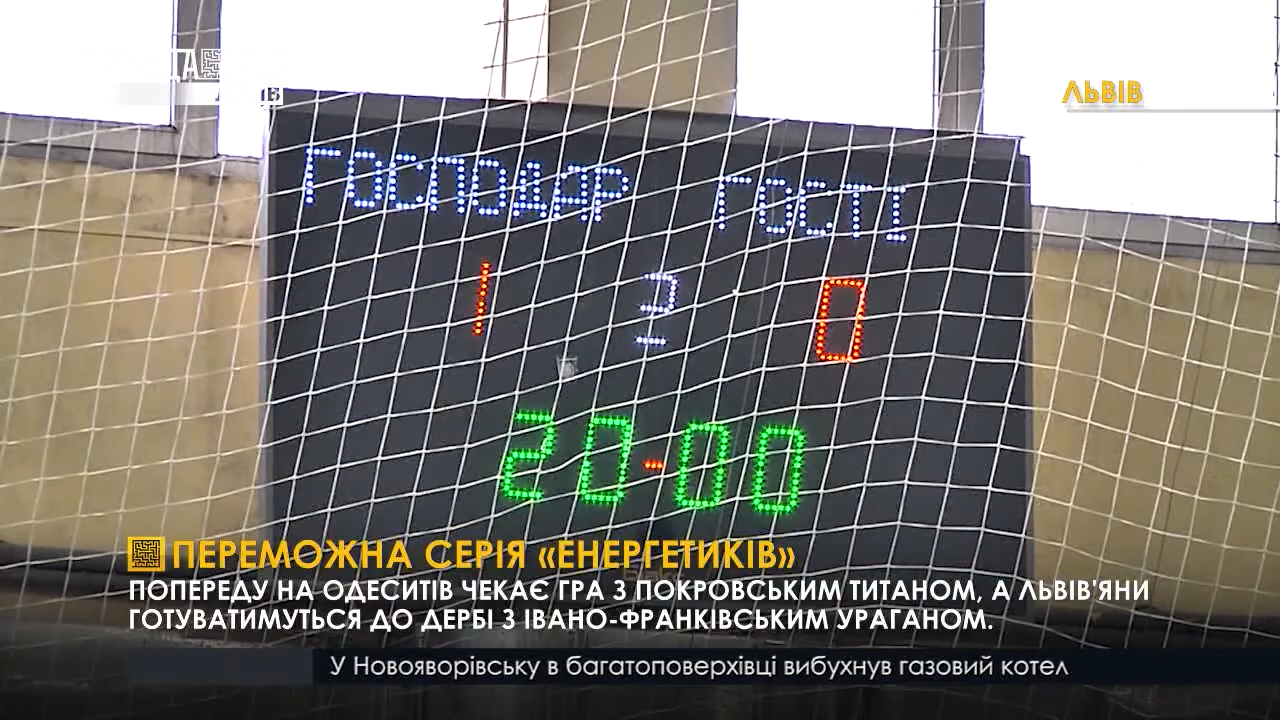 ЛЬВІВ
ГОСПОДАР ГОСТІ
1 2 0
20-00
ПЕРЕМОЖНА СЕРІЯ «ЕНЕРГЕТИКІВ»
ПОПЕРЕДУ НА ОДЕСИТІВ ЧЕКАЄ ГРА З ПОКРОВСЬКИМ ТИТАНОМ, А ЛЬВІВ'ЯНИ
ГОТУВАТИМУТЬСЯ ДО ДЕРБІ З ІВАНО-ФРАНКІВСЬКИМ УРАГАНОМ.
У Новояворівську в багатоповерхівці вибухнув газовий котел